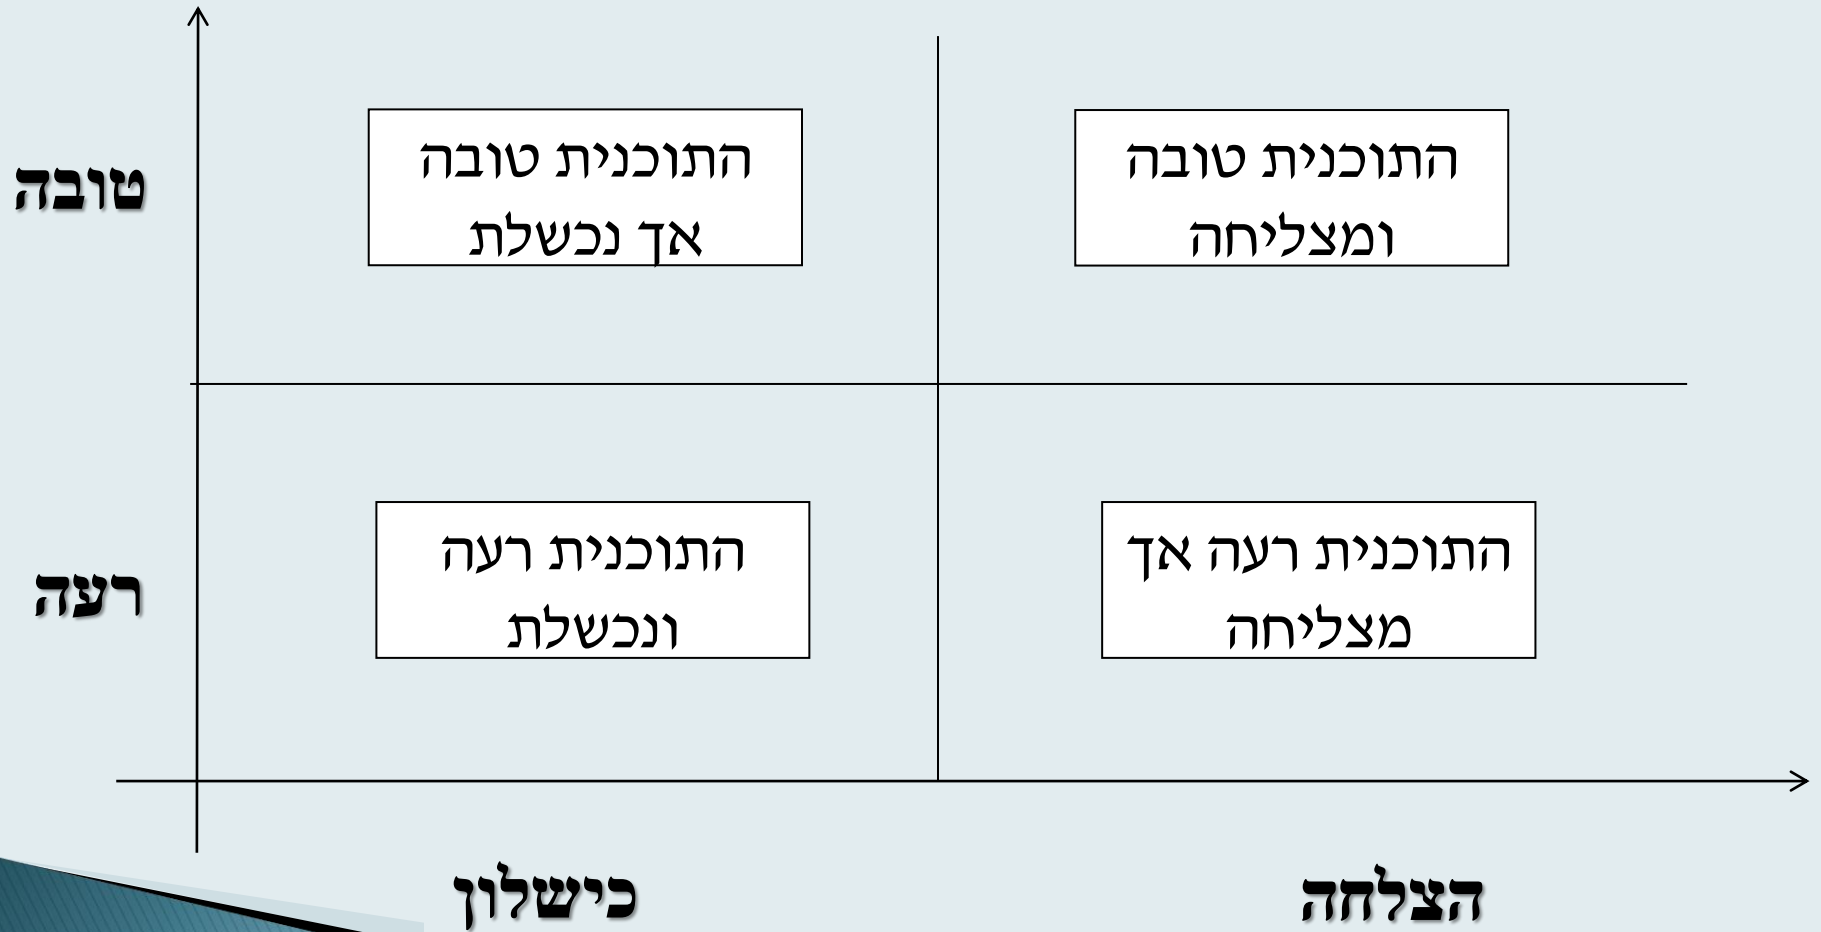 טובה
התוכנית טובה
ומצליחה
התוכנית טובה
אך נכשלת
רעה
התוכנית רעה אך
מצליחה
התוכנית רעה
ונכשלת
הצלחה
כישלון